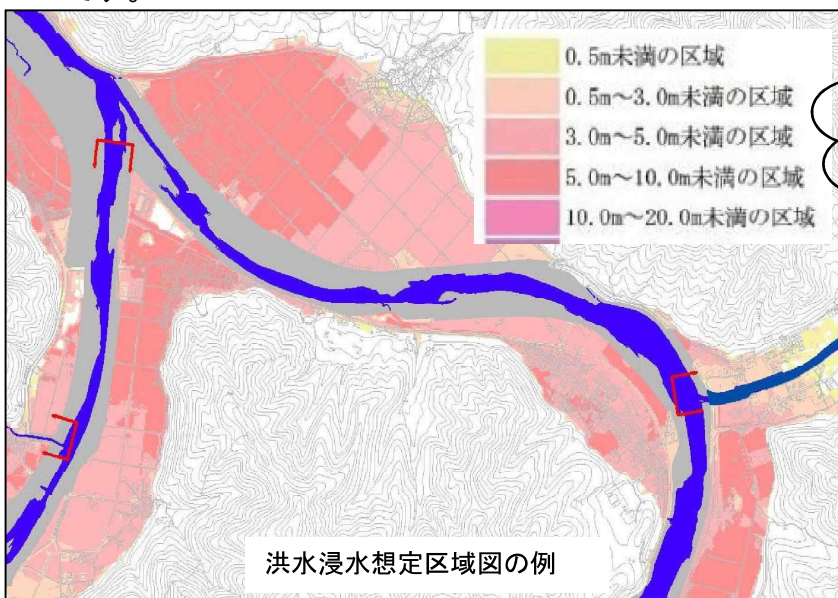 です。
0.5m未満の区域
0.5m～3.0m未満の区域
3.0m～5.0m未満の区域
5.0m～10.0m未満の区域
10.0m～20.0m未満の区域
洪水浸水想定区域図の例